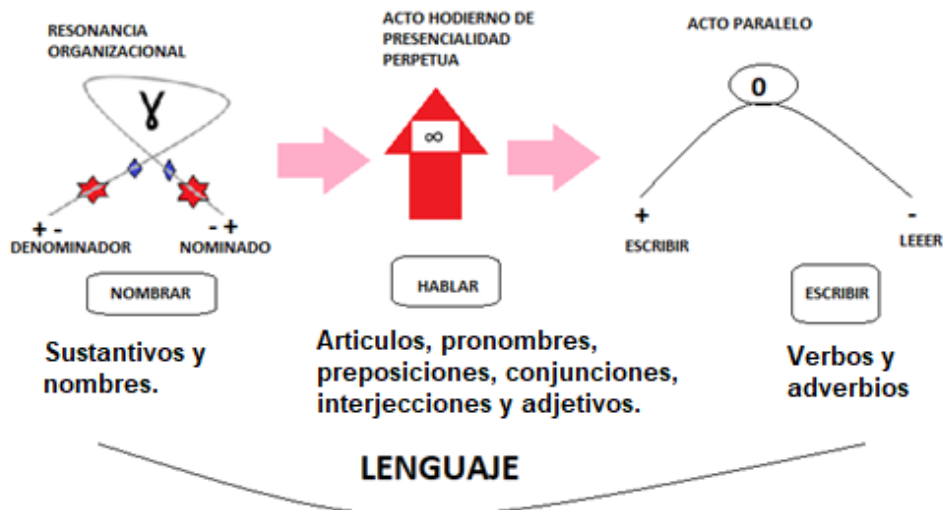 RESONANCIA
ORGANIZACIONAL
ɣ
+ -
DENOMINADOR
- +
NOMINADO
NOMBRAR
Sustantivos y
nombres.
ACTO HODIERNO DE
PRESENCIALIDAD
PERPETUA
∞
HABLAR
Articulos, pronombres,
preposiciones, conjunciones,
interjecciones y adjetivos.
ACTO PARALELO
0
+
ESCRIBIR
-
LEEER
ESCRIBIR
Verbos y
adverbios
LENGUAJE